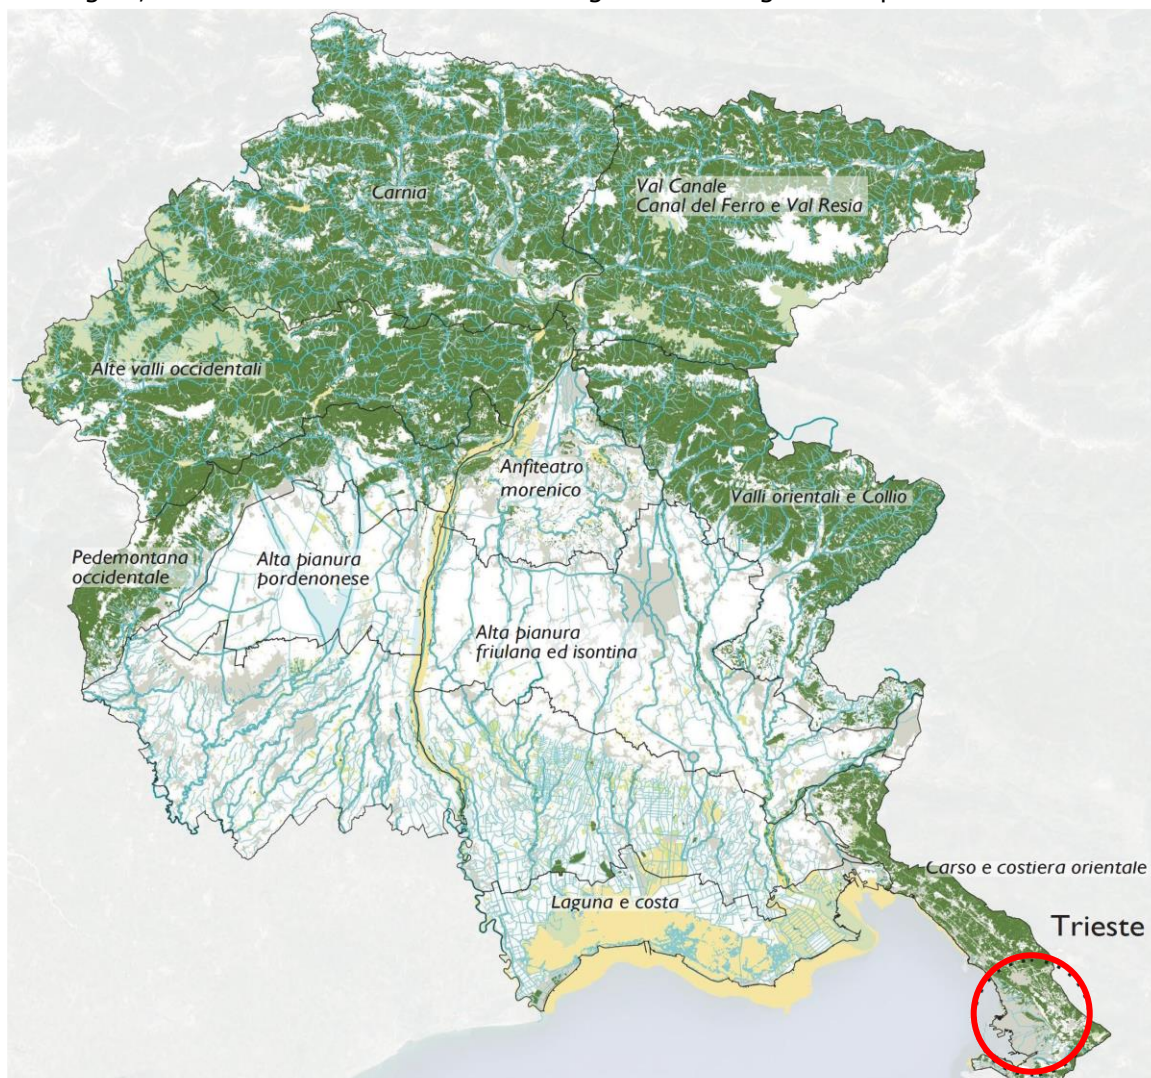 Carnia
Val Canale
Canal del Ferro e Val Resia
Alte valli occidentali
Anfiteatro
morenico
Valli orientali e Collio
Pedemontana
occidentale
Alta pianura
pordenonese
Alta pianura
friulana ed isontina
Carso e costiera orientale
Laguna e costa
Trieste